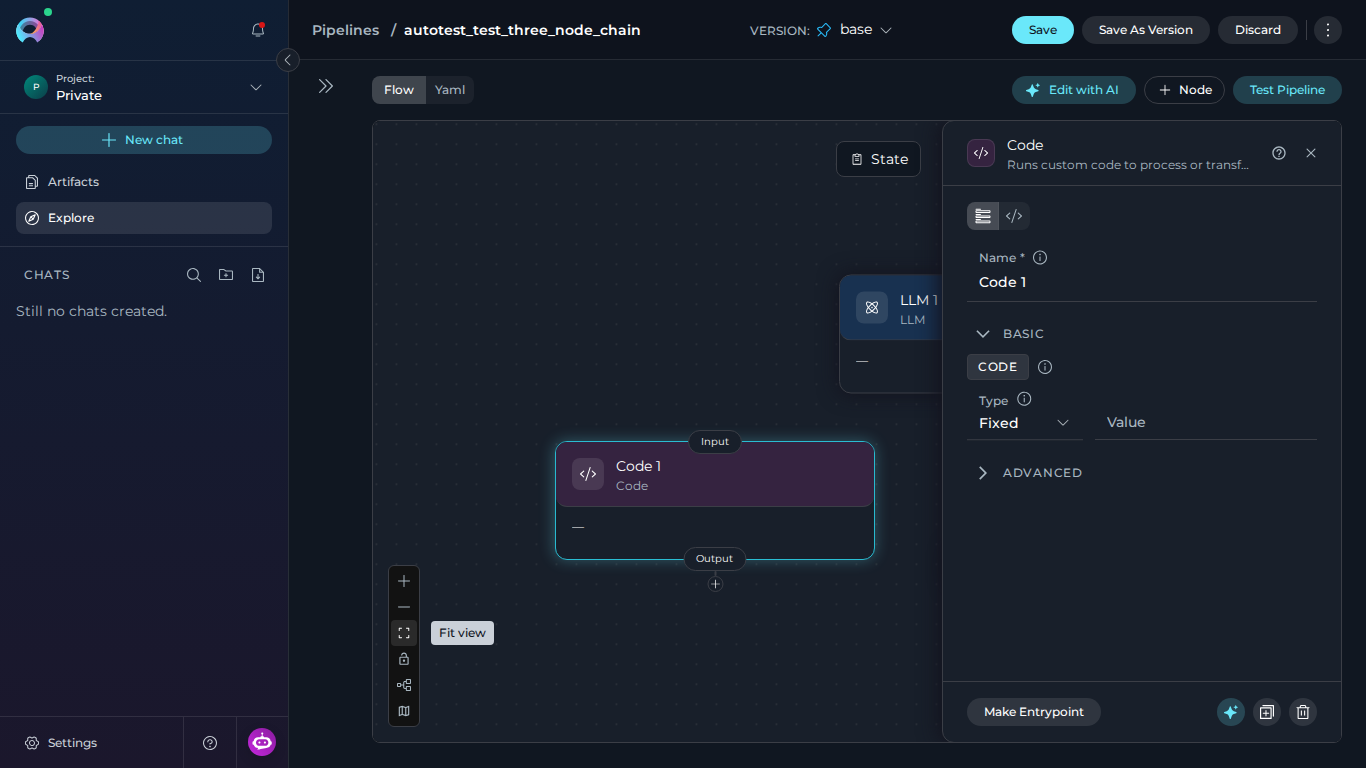 Pipelines / autotest_test_three_node_chain
VERSION: base
Save
Save As Version
Discard
P
Project:
Private
New chat
Artifacts
Explore
CHATS
Still no chats created.
Settings
Flow
Yaml
Edit with AI
Node
Test Pipeline
State
LLM 1
LLM
—
Input
Code 1
Code
—
Output
Fit view
Code
Runs custom code to process or transf...
Name *
Code 1
BASIC
CODE
Type
Fixed
Value
ADVANCED
Make Entrypoint